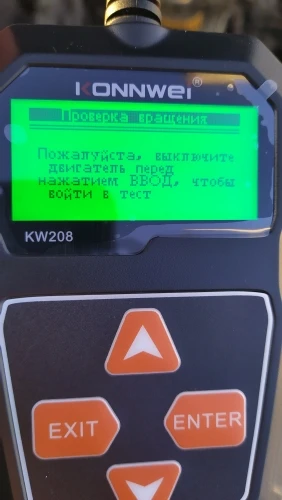 KONNWEI®
Проверка вращения
Пожалуйста, выключите
двигатель перед
нажатием ВВОД, чтобы
войти в тест
KW208
EXIT
ENTER